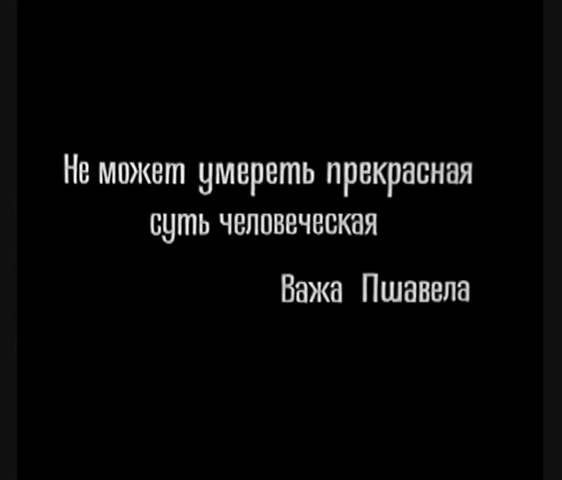 Не может умереть прекрасная
суть человеческая
Важа Пшавела